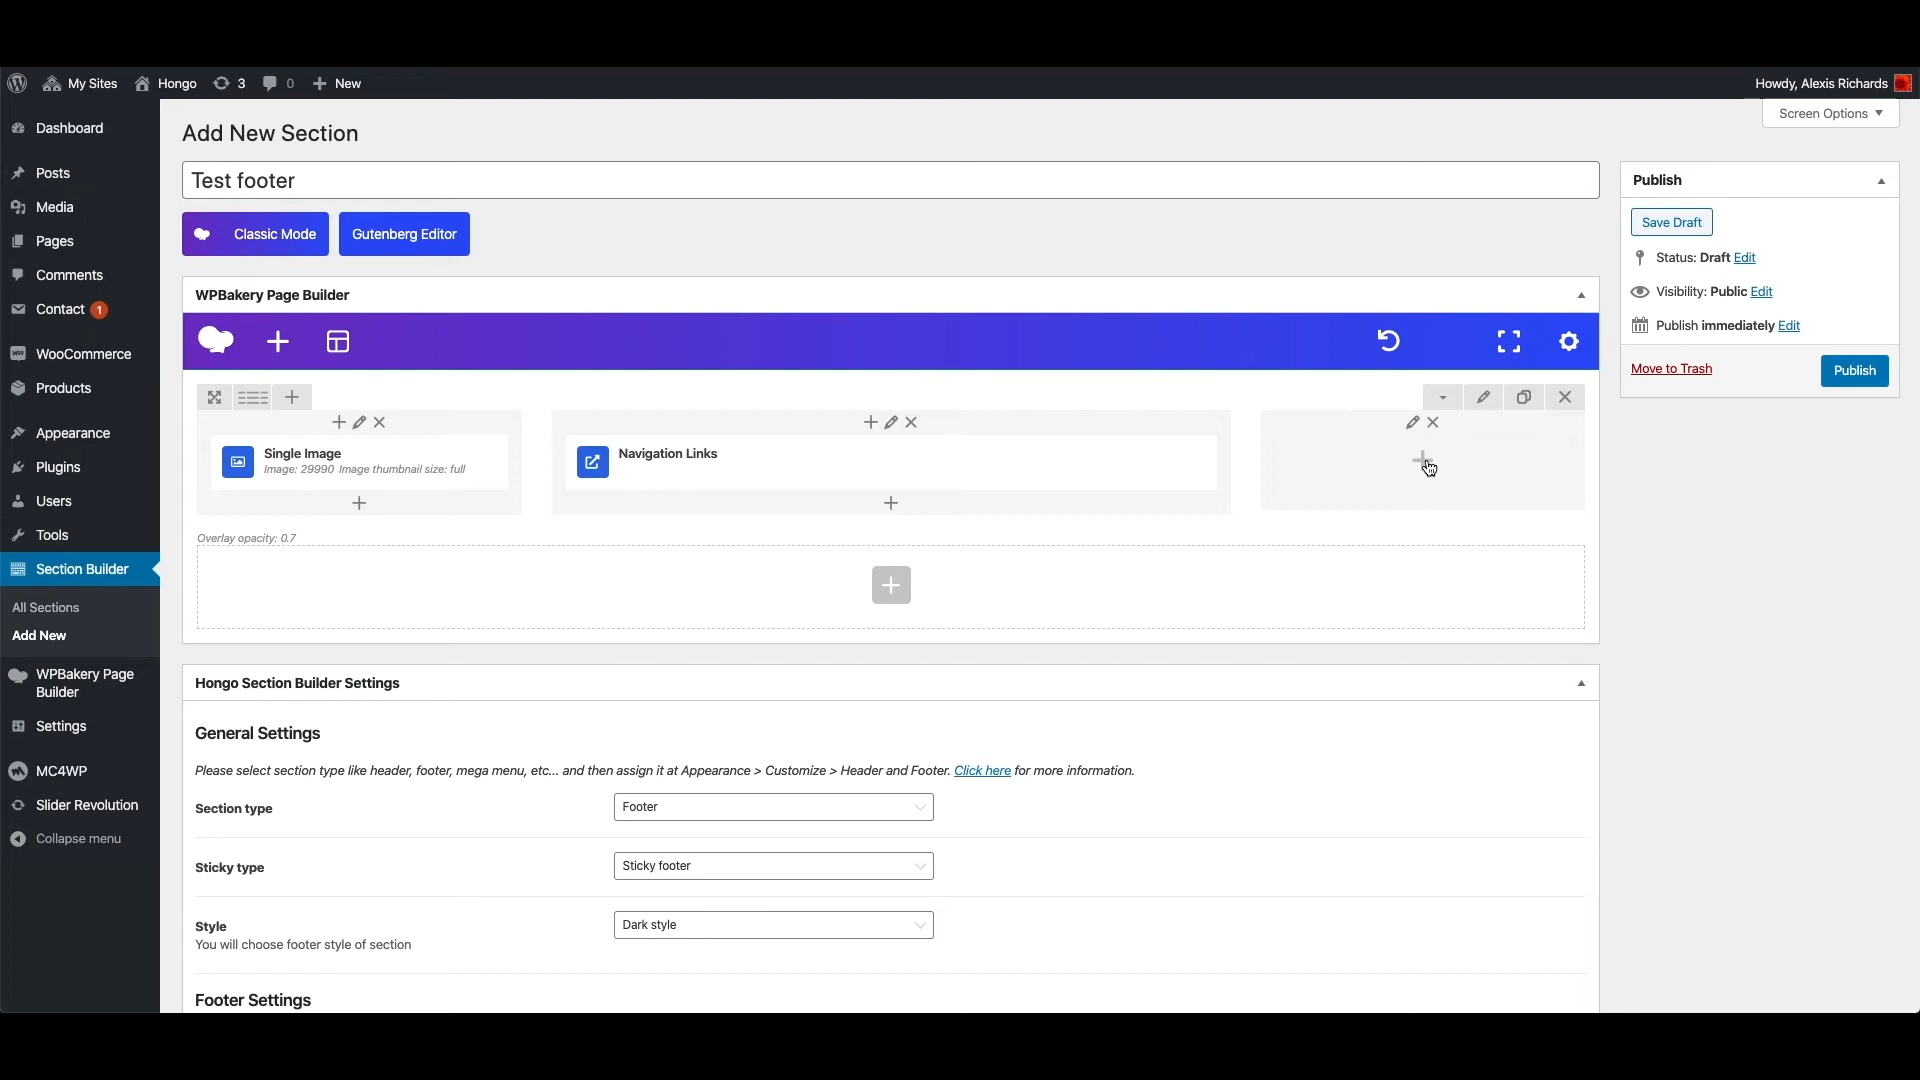 My Sites Hongo 3 0 New Howdy, Alexis Richards
Screen Options
Dashboard
Posts
Media
Pages
Comments
Contact 1
WooCommerce
Products
Appearance
Plugins
Users
Tools
Section Builder
All Sections
Add New
WPBakery Page
Builder
Settings
MC4WP
Slider Revolution
Collapse menu
Add New Section
Test footer
Classic Mode Gutenberg Editor
WPBakery Page Builder
Single Image
Image: 29990 Image thumbnail size: full
Navigation Links
Overlay opacity: 0.7
Hongo Section Builder Settings
General Settings
Please select section type like header, footer, mega menu, etc... and then assign it at Appearance > Customize > Header and Footer. Click here for more information.
Section type Footer
Sticky type Sticky footer
Style Dark style
You will choose footer style of section
Footer Settings
Publish
Save Draft
Status: Draft Edit
Visibility: Public Edit
Publish immediately Edit
Move to Trash Publish